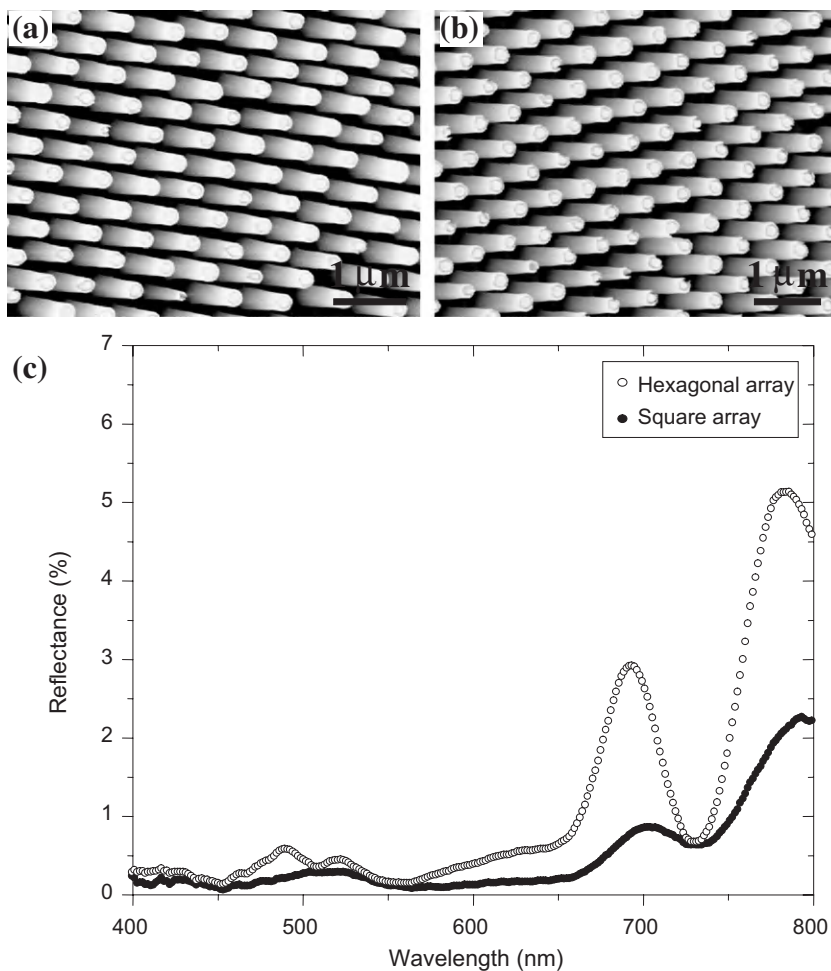 (a)
1 μm
(b)
1 μm
(c)
7
6
5
4
3
2
1
0
Reflectance (%)
Hexagonal array
Square array
400
500
600
700
800
Wavelength (nm)